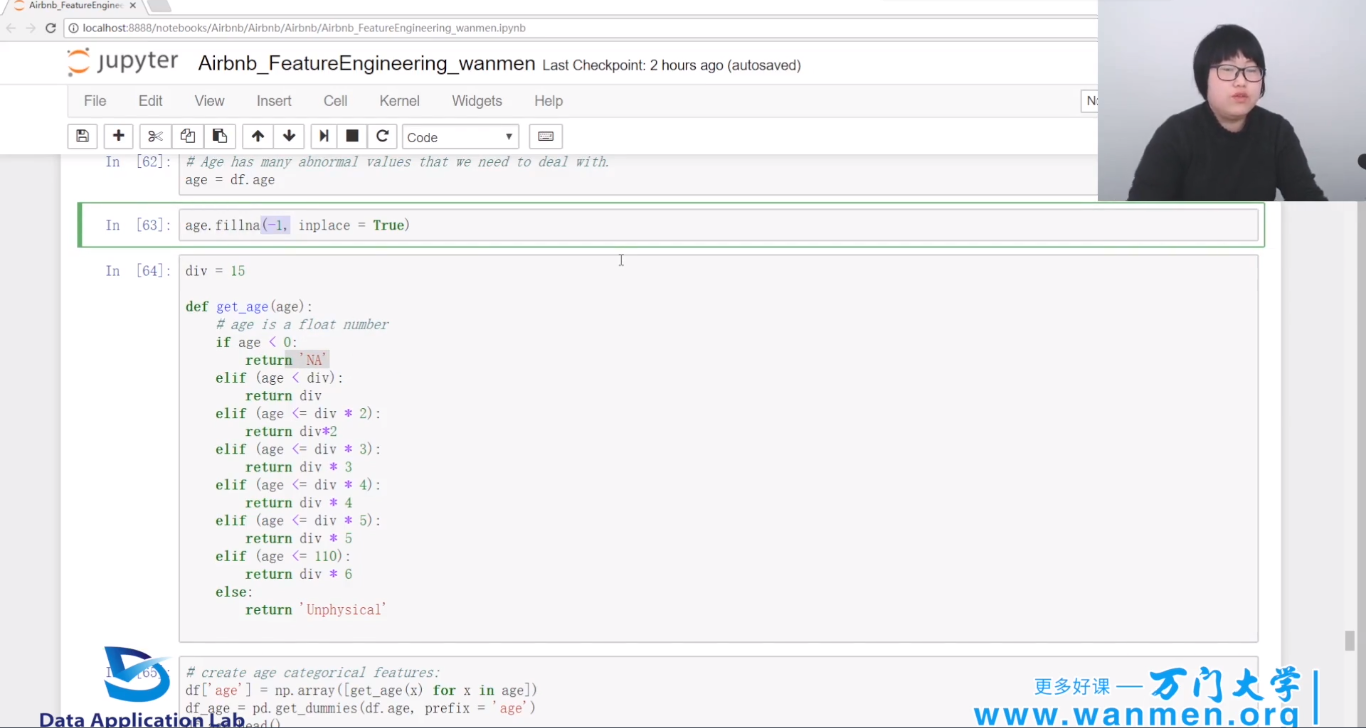 Airbnb_FeatureEnginee
localhost:8888/notebooks/Airbnb/Airbnb/Airbnb/Airbnb_FeatureEngineering_wanmen.ipynb
jupyter Airbnb_FeatureEngineering_wanmen Last Checkpoint: 2 hours ago (autosaved)
File Edit View Insert Cell Kernel Widgets Help
Code
In [62]: # Age has many abnormal values that we need to deal with.
age = df.age
In [63]: age.fillna(-1, inplace = True)
In [64]: div = 15
def get_age(age):
# age is a float number
if age < 0:
return 'NA'
elif (age < div):
return div
elif (age <= div * 2):
return div*2
elif (age <= div * 3):
return div * 3
elif (age <= div * 4):
return div * 4
elif (age <= div * 5):
return div * 5
elif (age <= 110):
return div * 6
else:
return 'Unphysical'
# create age categorical features:
df['age'] = np.array([get_age(x) for x in age])
df_age = pd.get_dummies(df.age, prefix = 'age')
更多好课 — 万门大学
www.wanmen.org
Data Application Lab